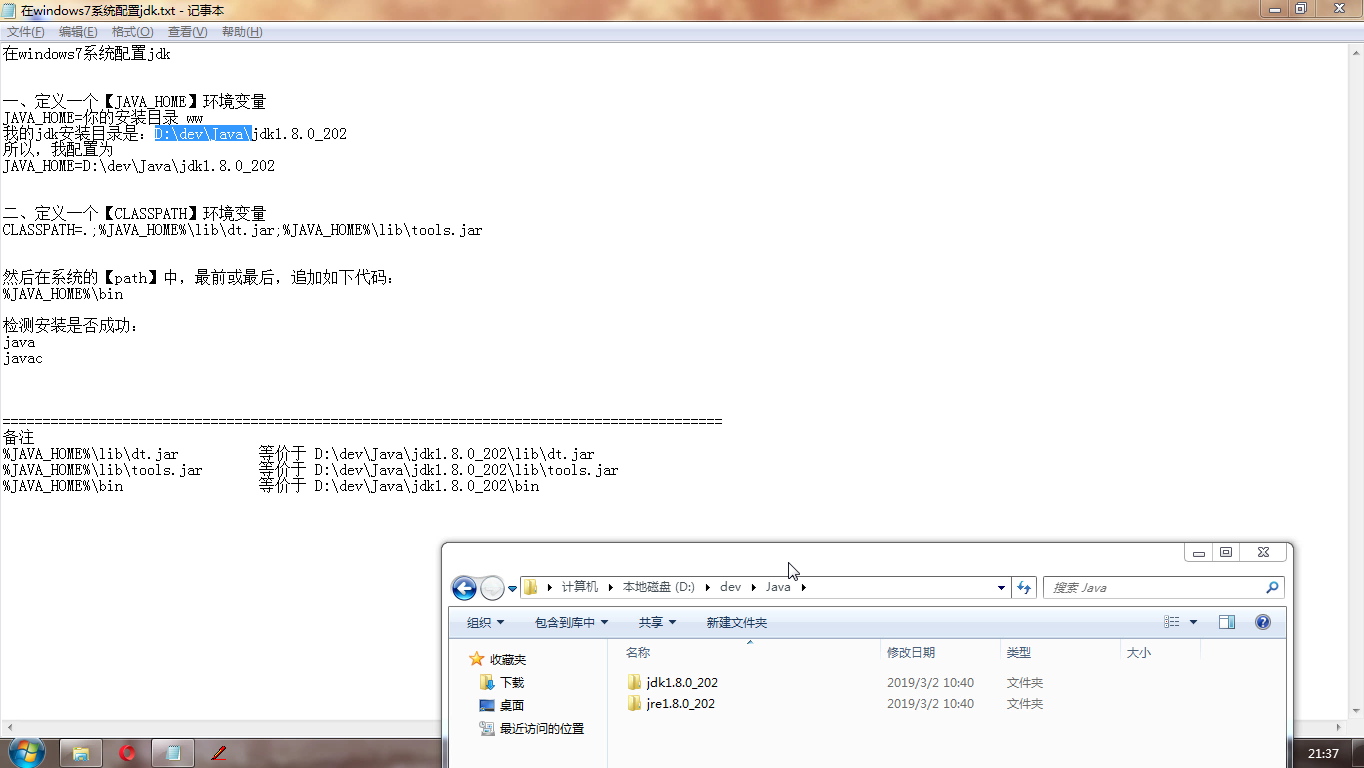 在windows7系统配置jdk.txt - 记事本
文件(F) 编辑(E) 格式(O) 查看(V) 帮助(H)
在windows7系统配置jdk
一、定义一个【JAVA_HOME】环境变量
JAVA_HOME=你的安装目录 ww
我的jdk安装目录是：D:\dev\Java\jdk1.8.0_202
所以，我配置为
JAVA_HOME=D:\dev\Java\jdk1.8.0_202
二、定义一个【CLASSPATH】环境变量
CLASSPATH=.;%JAVA_HOME%\lib\dt.jar;%JAVA_HOME%\lib\tools.jar
然后在系统的【path】中，最前或最后，追加如下代码：
%JAVA_HOME%\bin
检测安装是否成功：
java
javac
==========================================================================================
备注
%JAVA_HOME%\lib\dt.jar 等价于 D:\dev\Java\jdk1.8.0_202\lib\dt.jar
%JAVA_HOME%\lib\tools.jar 等价于 D:\dev\Java\jdk1.8.0_202\lib\tools.jar
%JAVA_HOME%\bin 等价于 D:\dev\Java\jdk1.8.0_202\bin
计算机 本地磁盘 (D:) dev Java 搜索 Java
组织 包含到库中 共享 新建文件夹
收藏夹
下载
桌面
最近访问的位置
名称 修改日期 类型 大小
jdk1.8.0_202 2019/3/2 10:40 文件夹
jre1.8.0_202 2019/3/2 10:40 文件夹
21:37